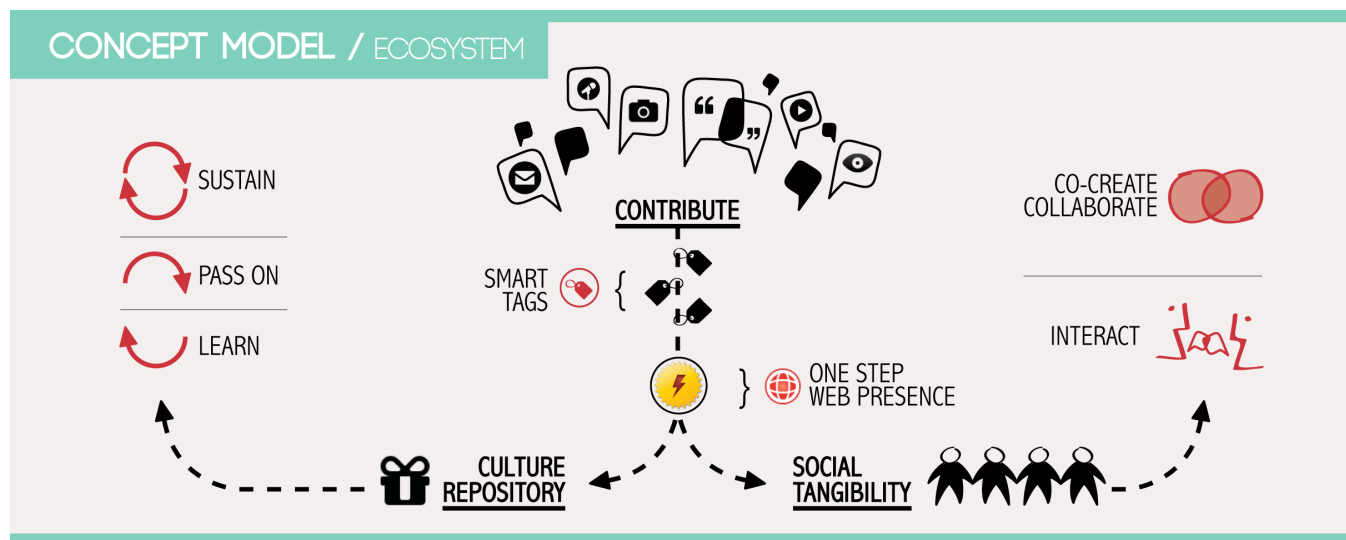 CONCEPT MODEL / ECOSYSTEM
“ ”
CONTRIBUTE
SUSTAIN
PASS ON
LEARN
SMART
TAGS
{
}
ONE STEP
WEB PRESENCE
CULTURE
REPOSITORY
SOCIAL
TANGIBILITY
CO-CREATE
COLLABORATE
INTERACT